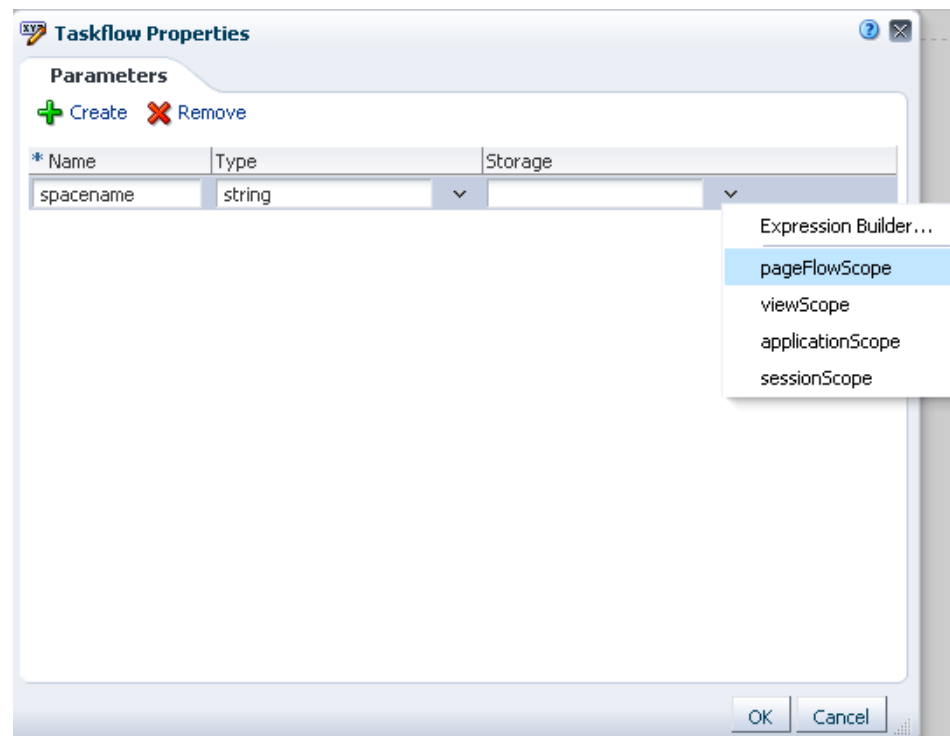 Taskflow Properties
Parameters
Create Remove
* Name Type Storage
spacename string
Expression Builder...
pageFlowScope
viewScope
applicationScope
sessionScope
OK Cancel